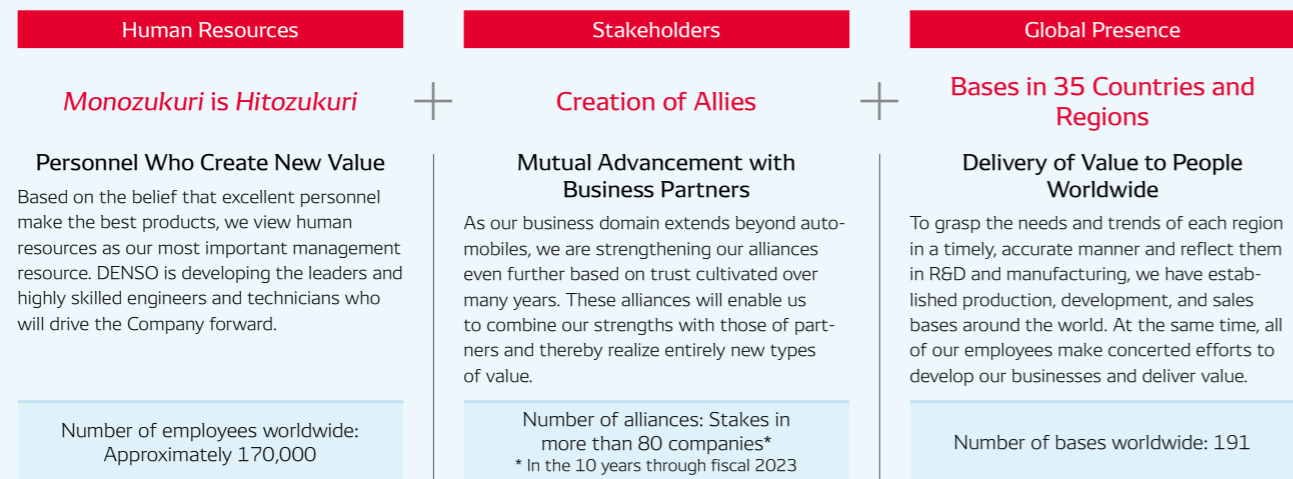 Human Resources
Monozukuri is Hitozukuri
Personnel Who Create New Value
Based on the belief that excellent personnel
make the best products, we view human
resources as our most important management
resource. DENSO is developing the leaders and
highly skilled engineers and technicians who
will drive the Company forward.
Number of employees worldwide:
Approximately 170,000
+
Stakeholders
Creation of Allies
Mutual Advancement with
Business Partners
As our business domain extends beyond auto-
mobiles, we are strengthening our alliances
even further based on trust cultivated over
many years. These alliances will enable us
to combine our strengths with those of part-
ners and thereby realize entirely new types
of value.
Number of alliances: Stakes in
more than 80 companies*
* In the 10 years through fiscal 2023
+
Global Presence
Bases in 35 Countries and
Regions
Delivery of Value to People
Worldwide
To grasp the needs and trends of each region
in a timely, accurate manner and reflect them
in R&D and manufacturing, we have estab-
lished production, development, and sales
bases around the world. At the same time, all
of our employees make concerted efforts to
develop our businesses and deliver value.
Number of bases worldwide: 191